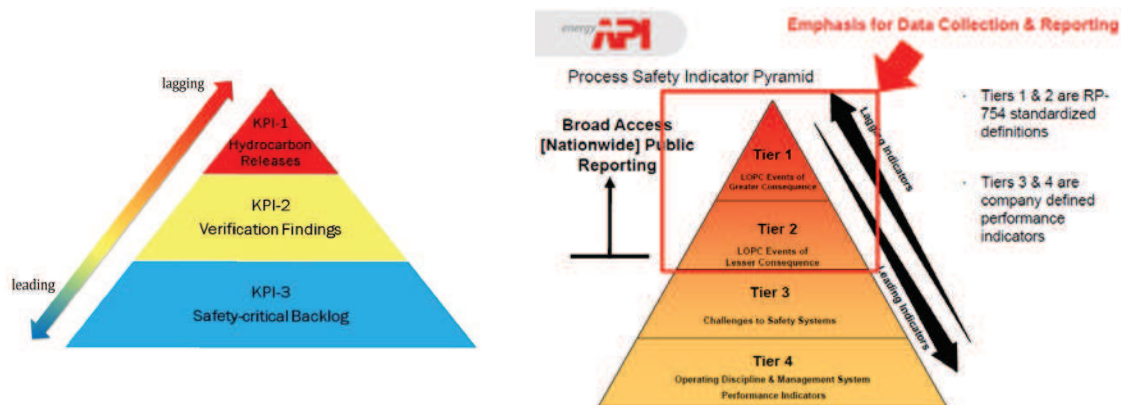 lagging
leading
KPI-1
Hydrocarbon
Releases
KPI-2
Verification Findings
KPI-3
Safety-critical Backlog
energy API
Emphasis for Data Collection & Reporting
Process Safety Indicator Pyramid
Broad Access
[Nationwide] Public
Reporting
Tier 1
LOPC Events of
Greater Consequence
Tier 2
LOPC Events of
Lesser Consequence
Tier 3
Challenges to Safety Systems
Tier 4
Operating Discipline & Management System
Performance Indicators
Lagging Indicators
Leading Indicators
· Tiers 1 & 2 are RP-
754 standardized
definitions
· Tiers 3 & 4 are
company defined
performance
indicators